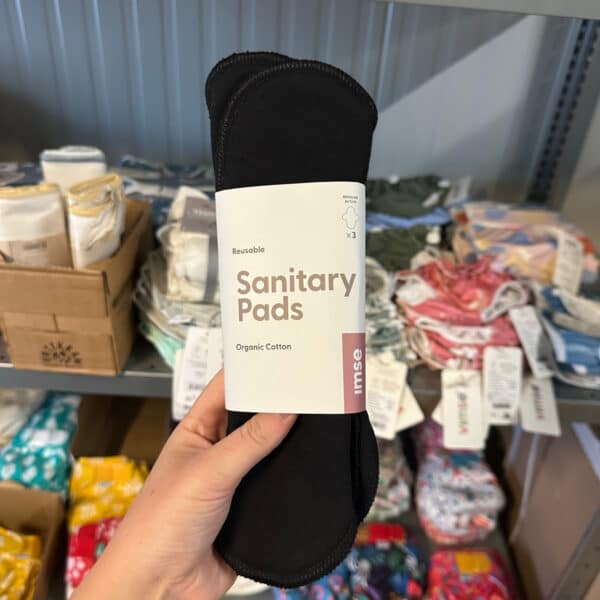 ×3
Reusable
Sanitary
Pads
Organic Cotton
imse